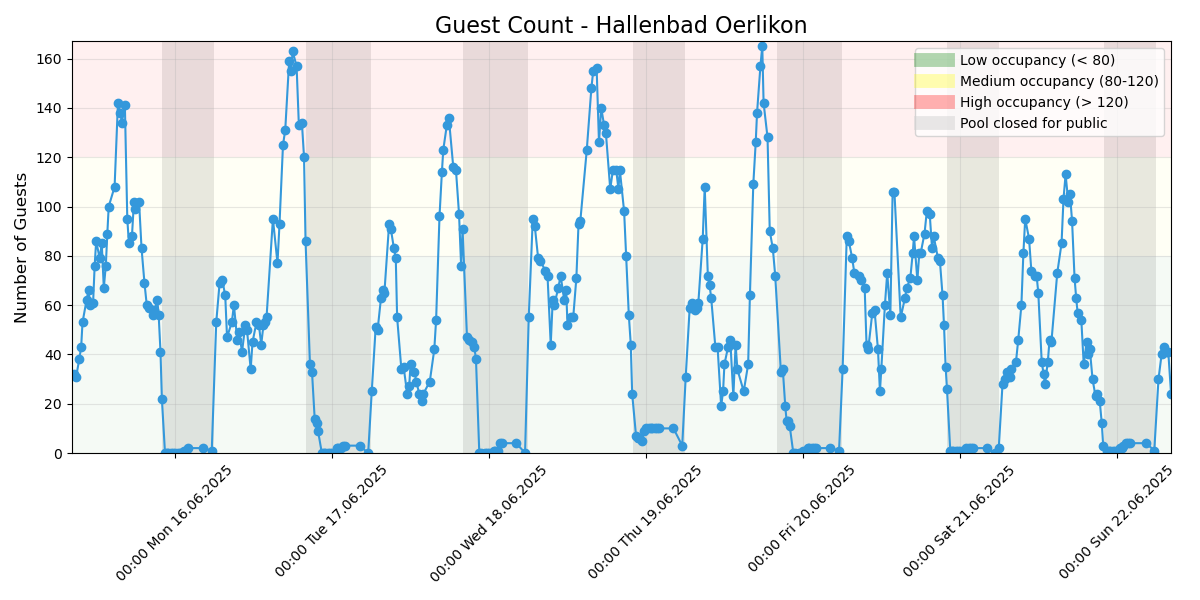 Guest Count - Hallenbad Oerlikon
Number of Guests
160
140
120
100
80
60
40
20
0
Low occupancy (< 80)
Medium occupancy (80-120)
High occupancy (> 120)
Pool closed for public
00:00 Mon 16.06.2025
00:00 Tue 17.06.2025
00:00 Wed 18.06.2025
00:00 Thu 19.06.2025
00:00 Fri 20.06.2025
00:00 Sat 21.06.2025
00:00 Sun 22.06.2025